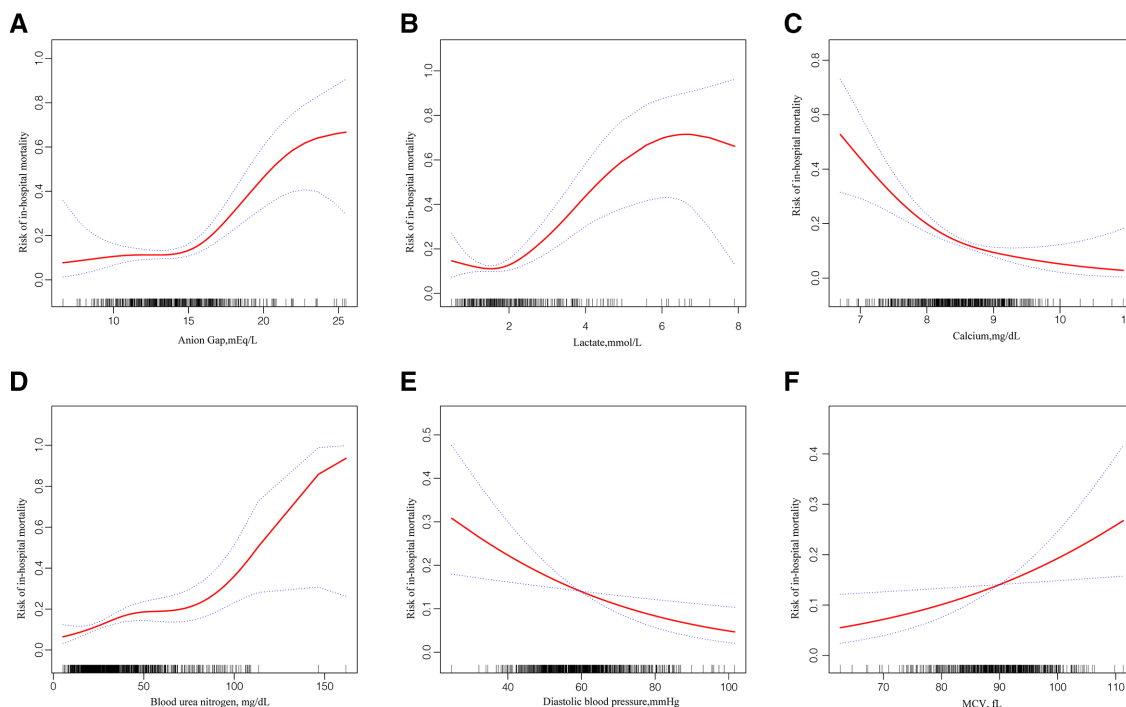 A
B
C
Risk of in-hospital mortality
0.0 0.2 0.4 0.6 0.8 1.0
10 15 20 25
Anion Gap,mEq/L
Risk of in-hospital mortality
0.0 0.2 0.4 0.6 0.8 1.0
2 4 6 8
Lactate,mmol/L
Risk of in-hospital mortality
0.0 0.2 0.4 0.6 0.8
7 8 9 10
Calcium,mg/dL
D
E
F
Risk of in-hospital mortality
0.0 0.2 0.4 0.6 0.8 1.0
0 50 100 150
Blood urea nitrogen, mg/dL
Risk of in-hospital mortality
0.0 0.1 0.2 0.3 0.4 0.5
40 60 80 100
Diastolic blood pressure,mmHg
Risk of in-hospital mortality
0.0 0.1 0.2 0.3 0.4
70 80 90 100 110
MCV, fL